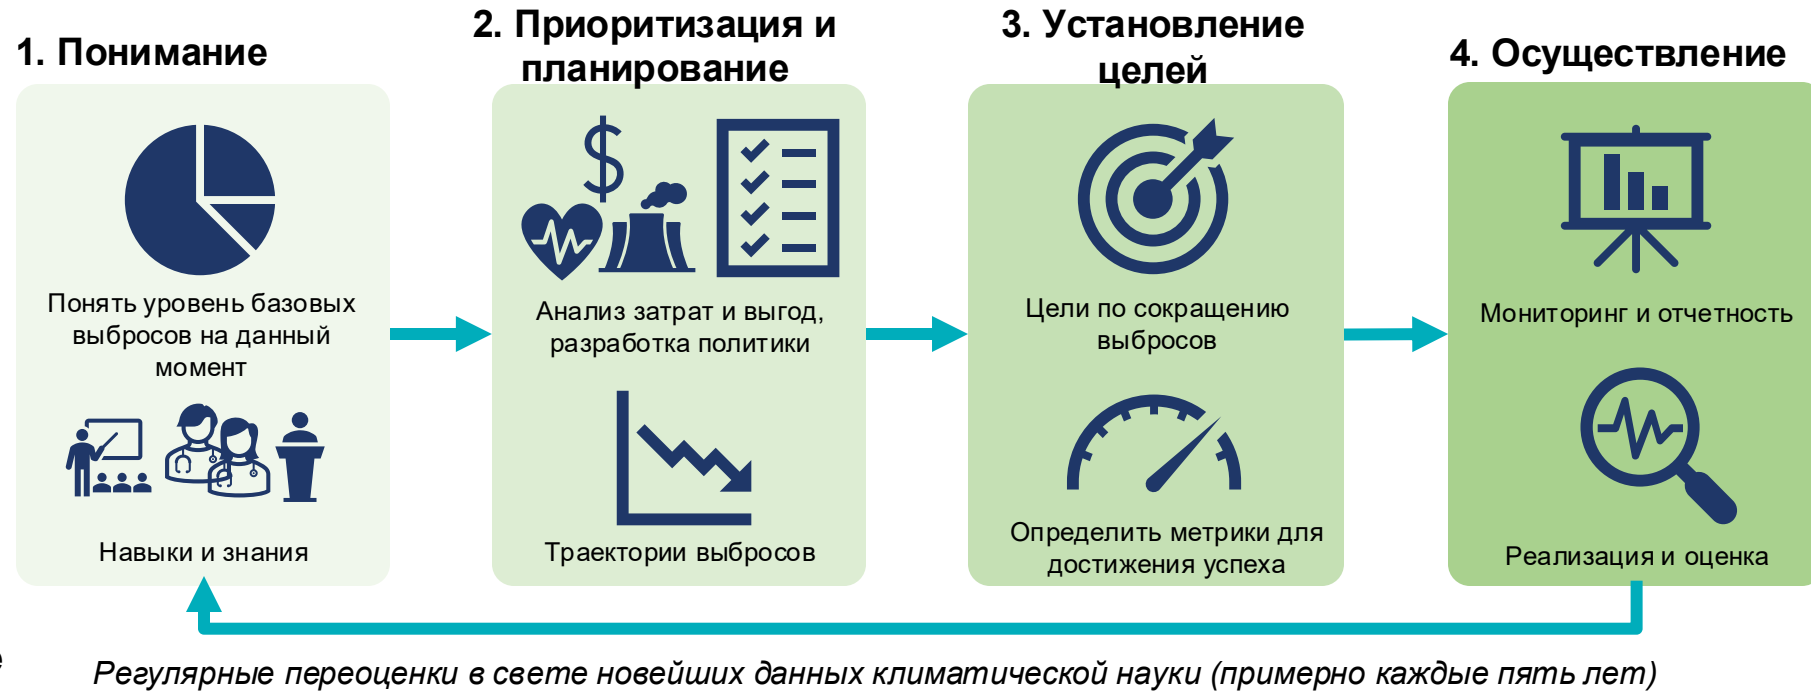 1. Понимание
Понять уровень базовых
выбросов на данный
момент
Навыки и знания
2. Приоритизация и
планирование
Анализ затрат и выгод,
разработка политики
Траектории выбросов
3. Установление
целей
Цели по сокращению
выбросов
Определить метрики для
достижения успеха
4. Осуществление
Мониторинг и отчетность
Реализация и оценка
е
Регулярные переоценки в свете новейших данных климатической науки (примерно каждые пять лет)